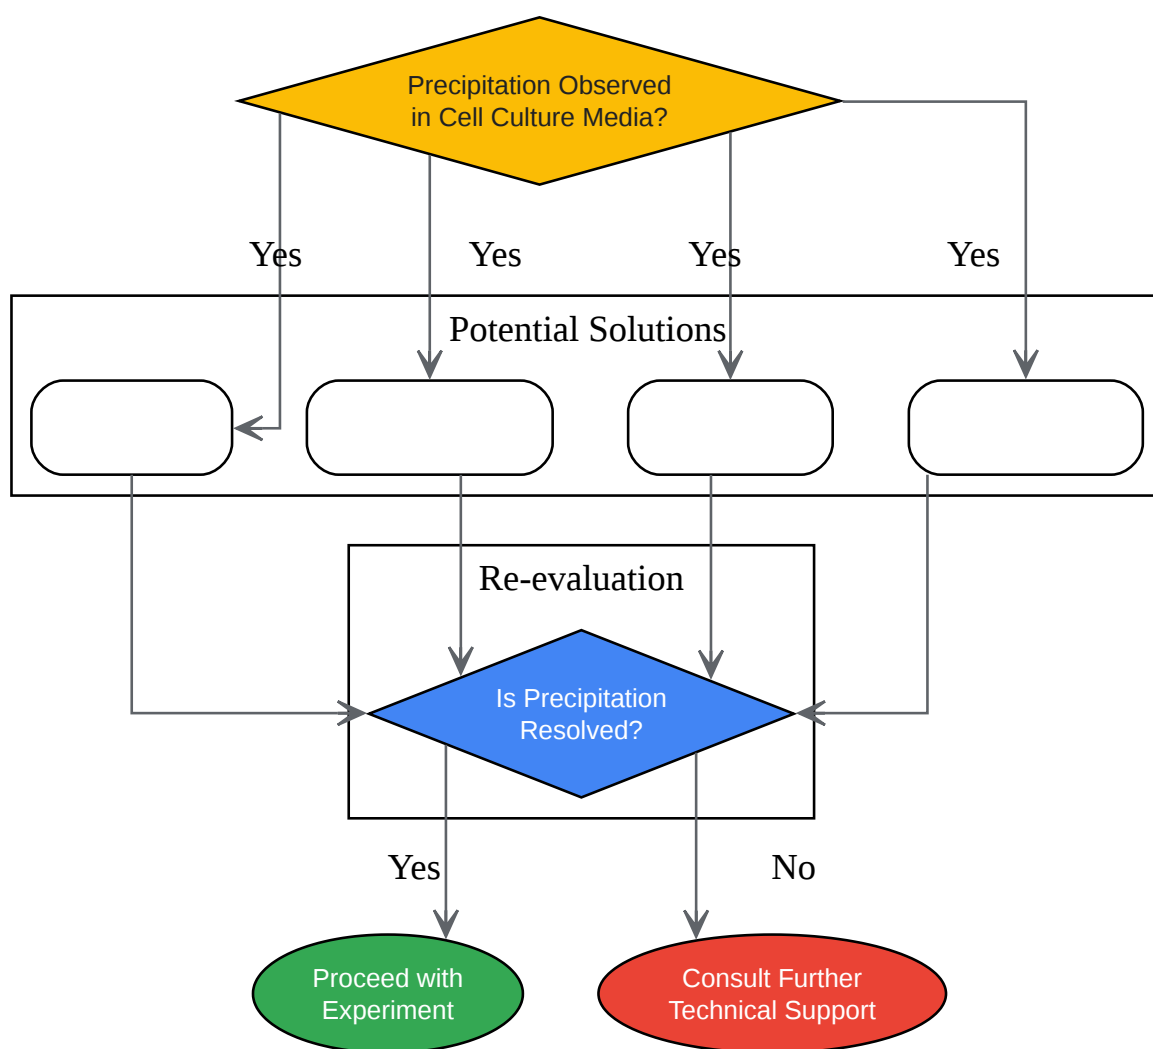 Precipitation Observed
in Cell Culture Media?
Yes
Yes
Yes
Yes
Potential Solutions
Re-evaluation
Is Precipitation
Resolved?
Yes
No
Proceed with
Experiment
Consult Further
Technical Support